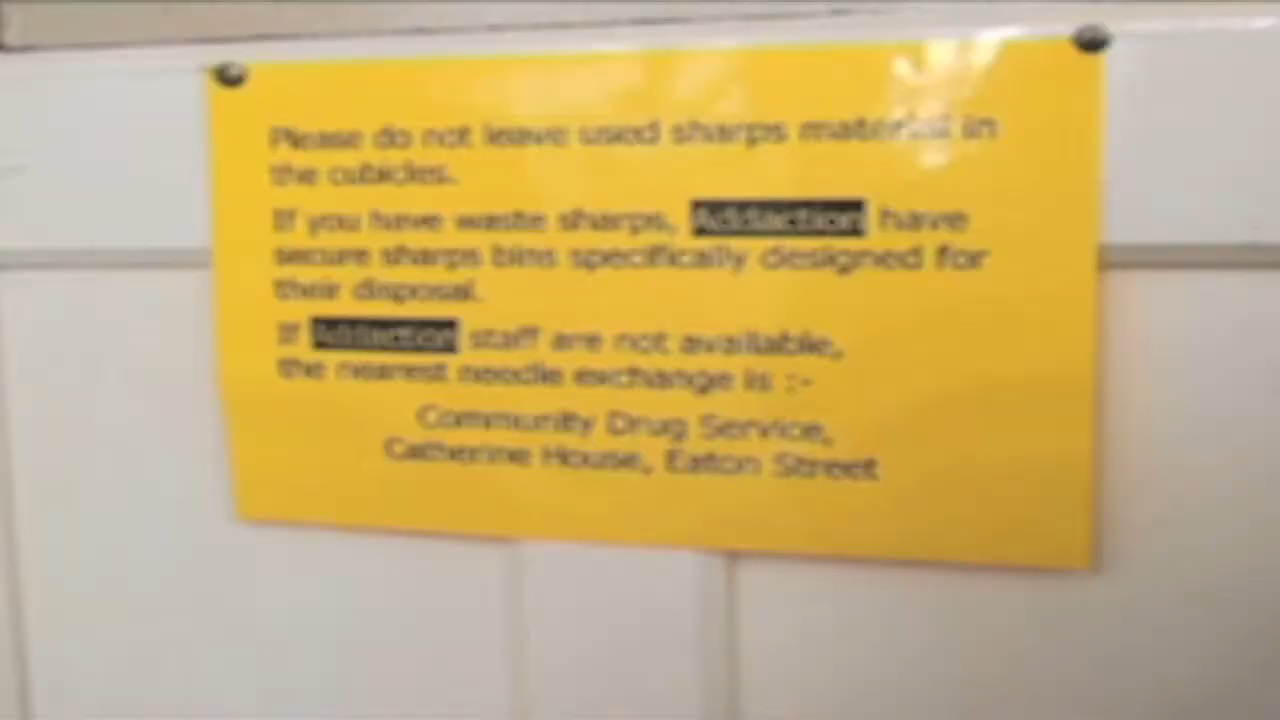 Please do not leave used sharps material in
the cubicles.
If you have waste sharps, Addaction have
secure sharps bins specifically designed for
their disposal.
If Addaction staff are not available,
the nearest needle exchange is :-
Community Drug Service,
Catherine House, Eaton Street